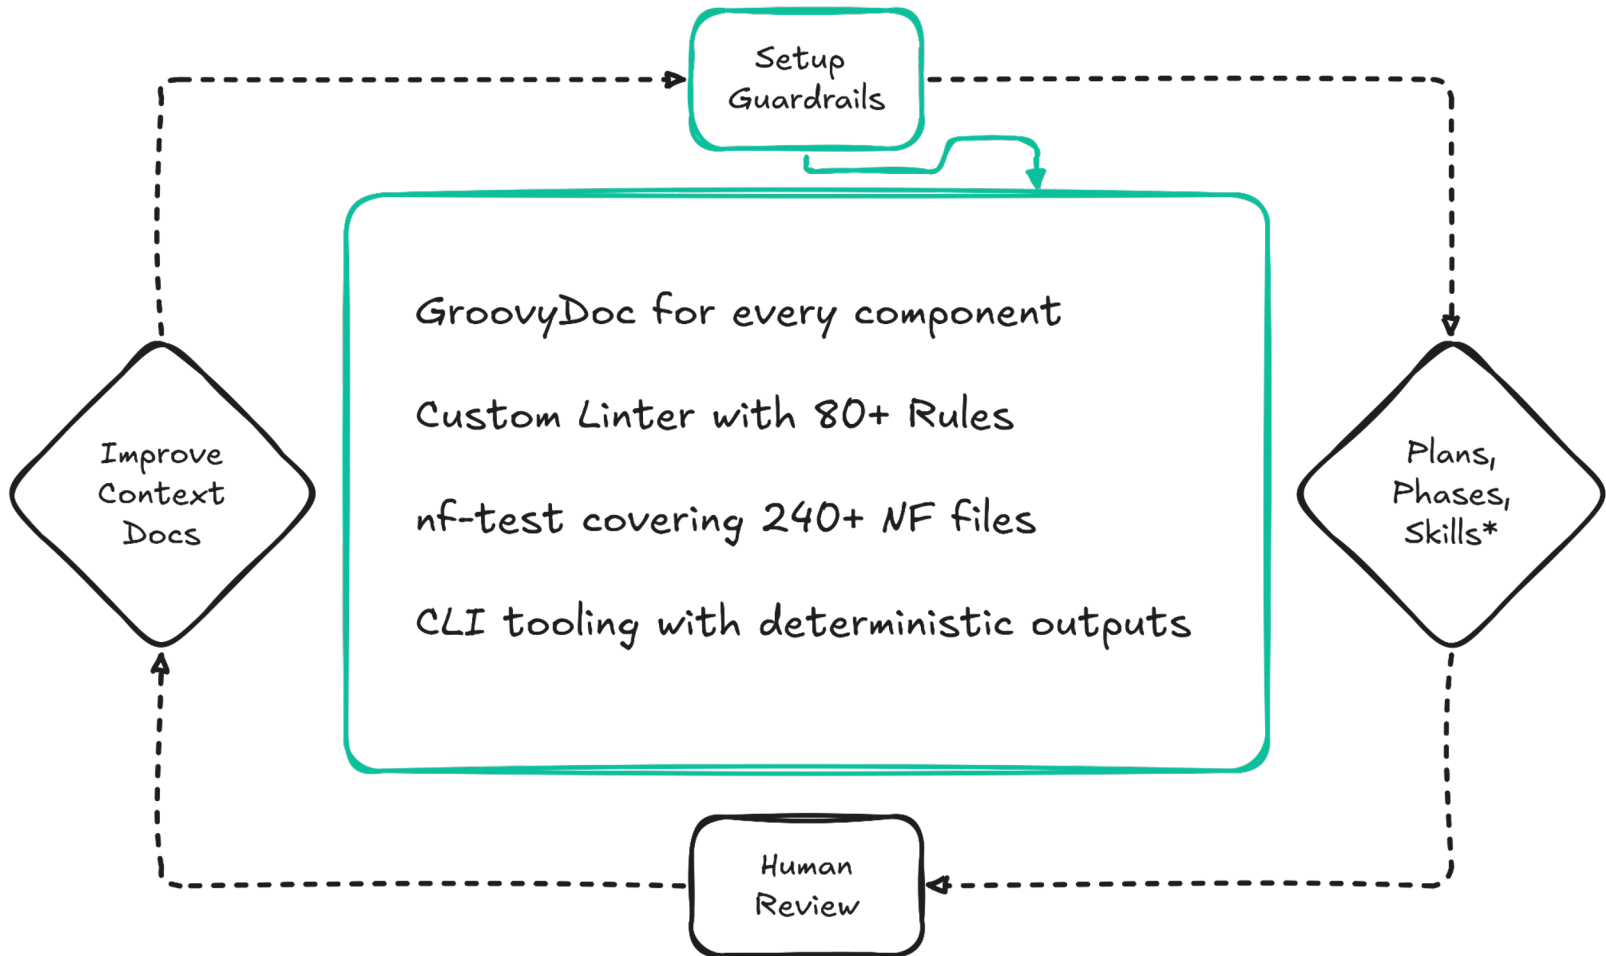 Setup
Guardrails
GroovyDoc for every component
Custom Linter with 80+ Rules
nf-test covering 240+ NF files
CLI tooling with deterministic outputs
Improve
Context
Docs
Plans,
Phases,
Skills*
Human
Review